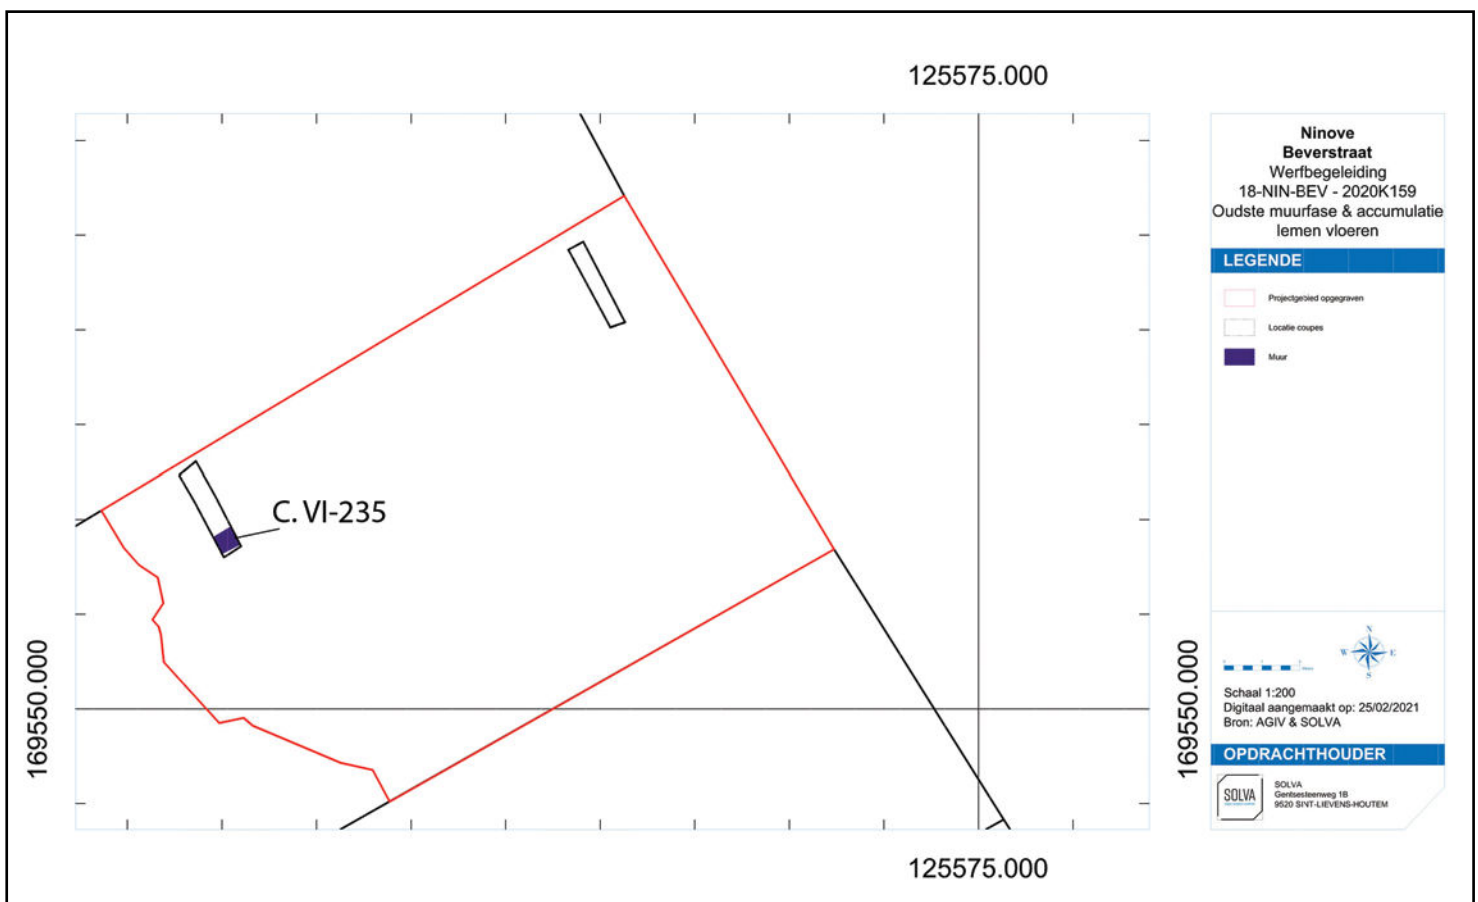 125575.000
C. VI-235
169550.000
169550.000
125575.000
Ninove
Beverstraat
Werfbegeleiding
18-NIN-BEV - 2020K159
Oudste muurfase & accumulatie
lemen vloeren
LEGENDE
Projectgebied opgegraven
Locatie coupes
Muur
N
W E
S
Schaal 1:200
Digitaal aangemaakt op: 25/02/2021
Bron: AGIV & SOLVA
OPDRACHTHOUDER
SOLVA
SOLVA
Gentsesteenweg 1B
9520 SINT-LIEVENS-HOUTEM